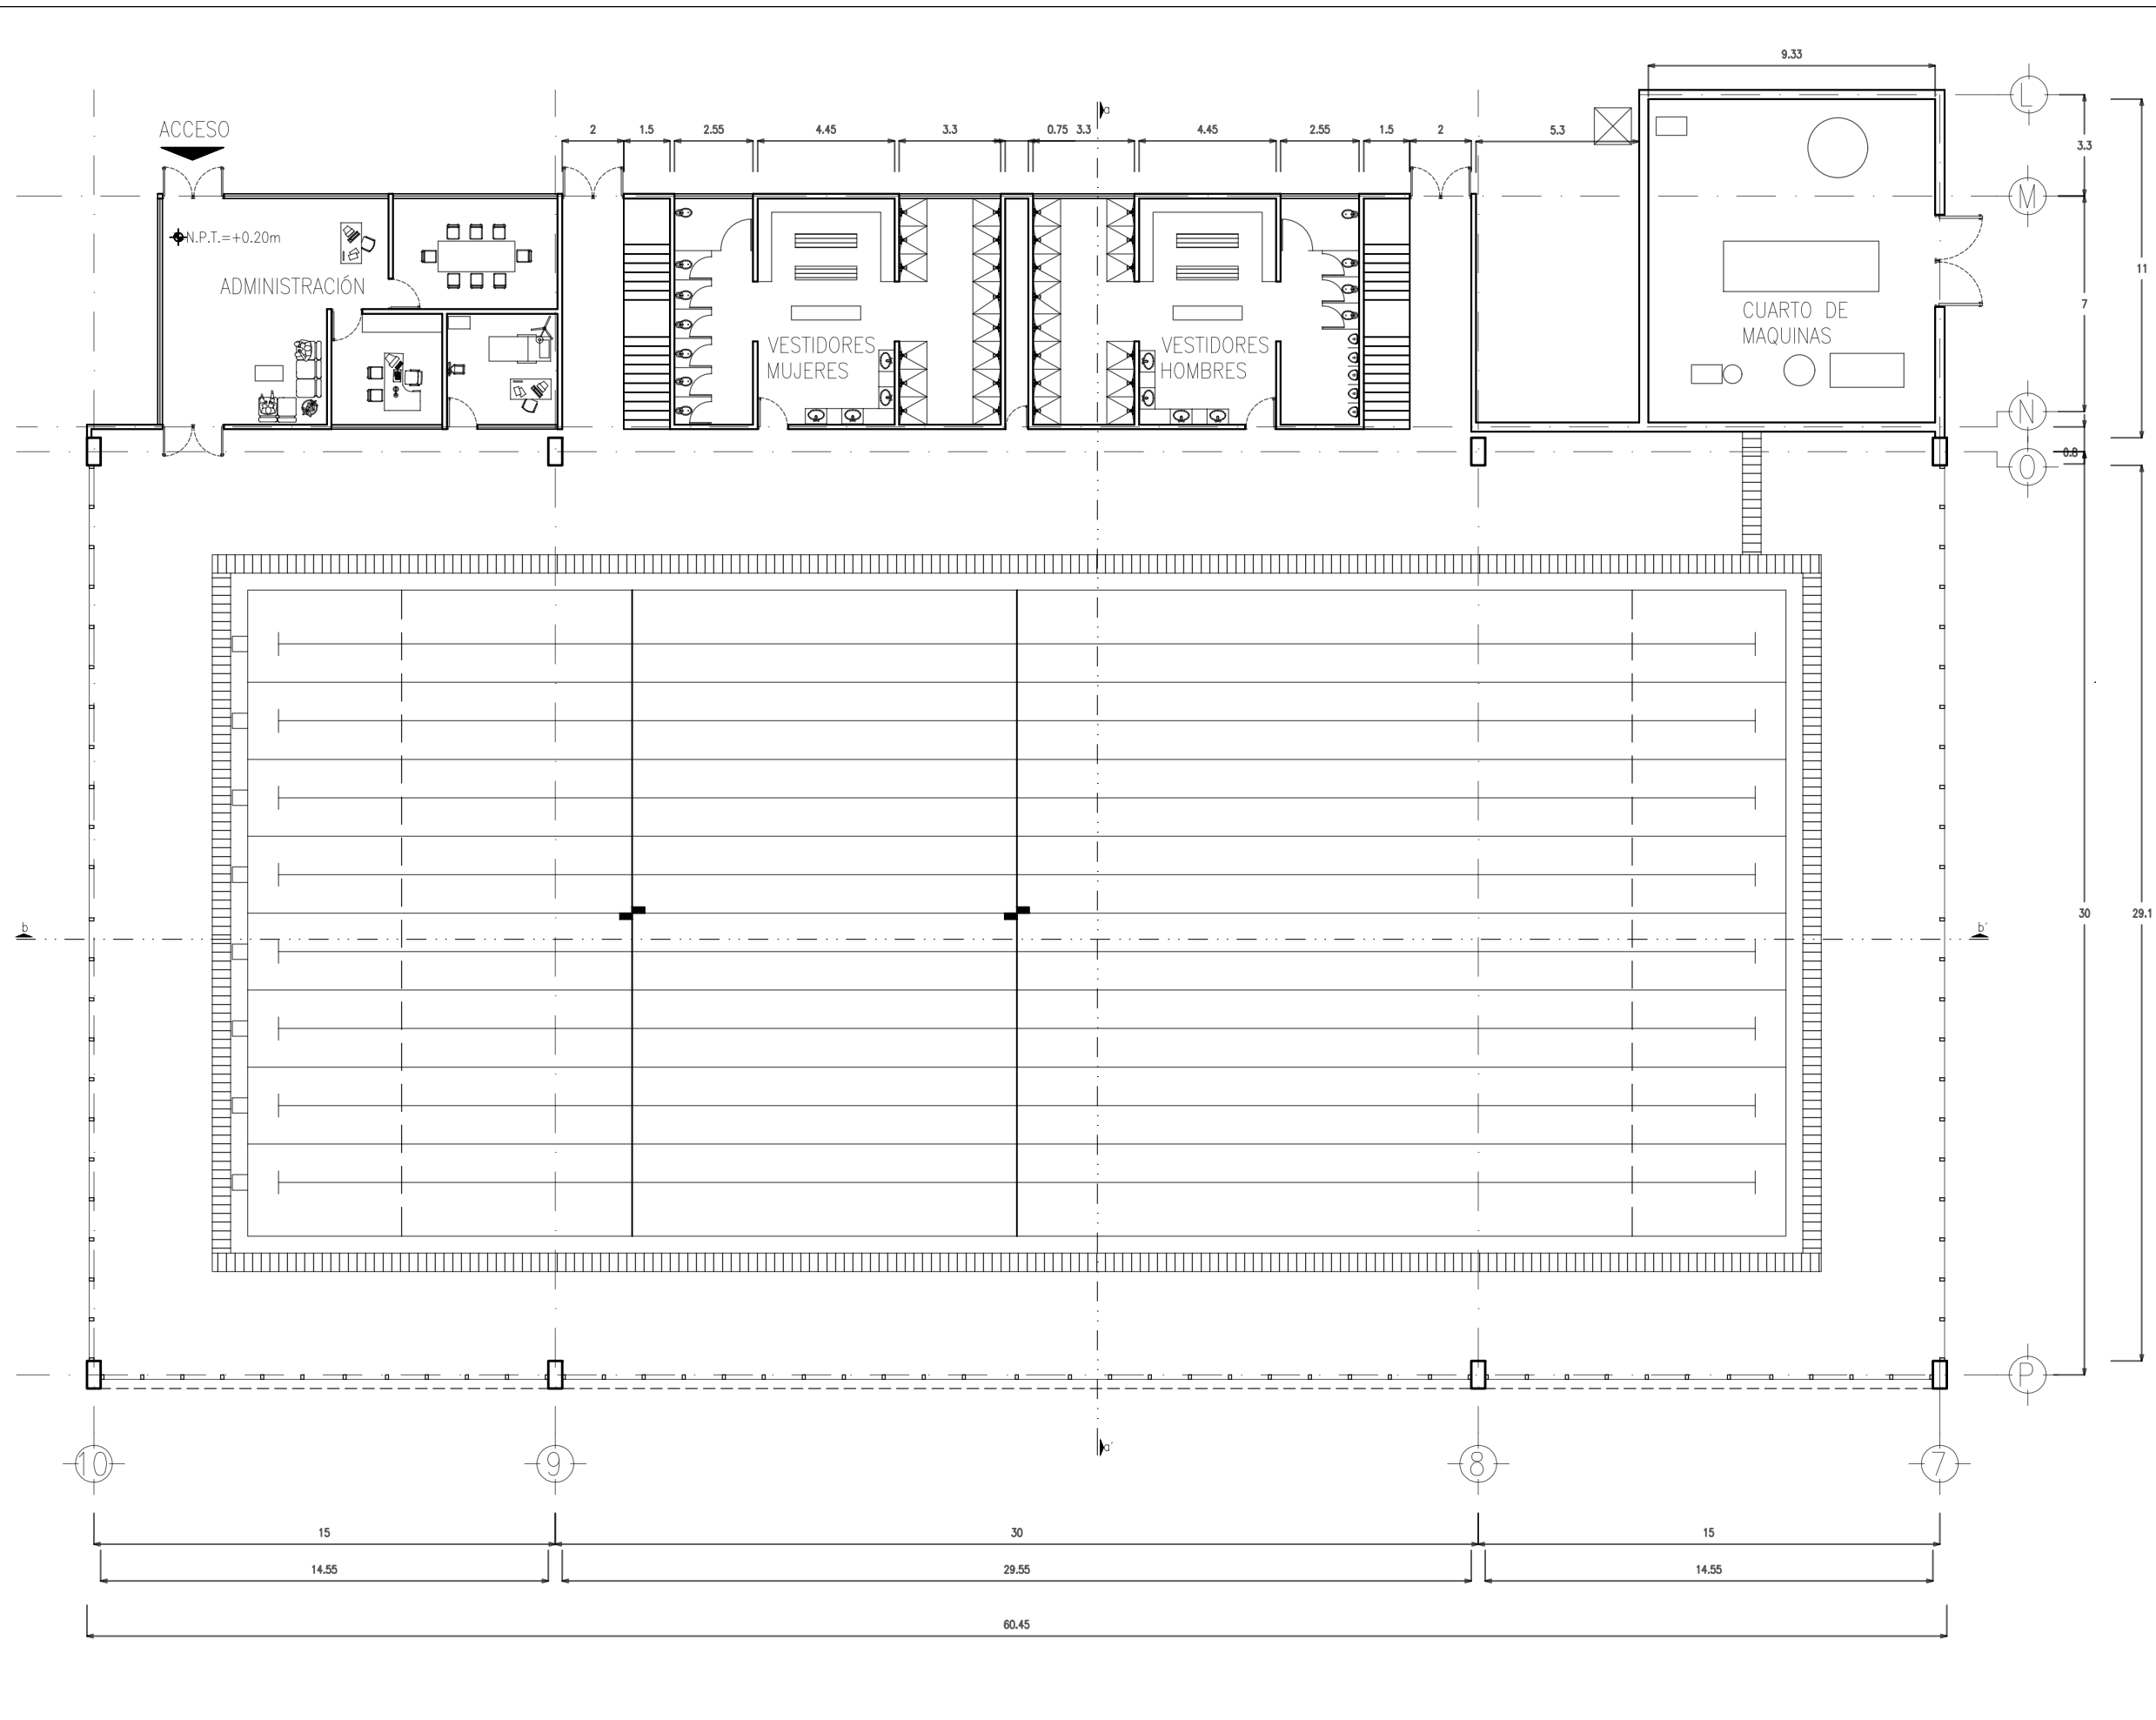 9.33
L
a
ACCESO
2 1.5 2.55 4.45 3.3 0.75 3.3 4.45 2.55 1.5 2 5.3
3.3
M
N.P.T.=+0.20m
ADMINISTRACIÓN
11
7
CUARTO DE
MAQUINAS
VESTIDORES
MUJERES
VESTIDORES
HOMBRES
N
0.8
O
b
b'
30
29.1
P
a'
10
9
8
7
15 30 15
14.55 29.55 14.55
60.45